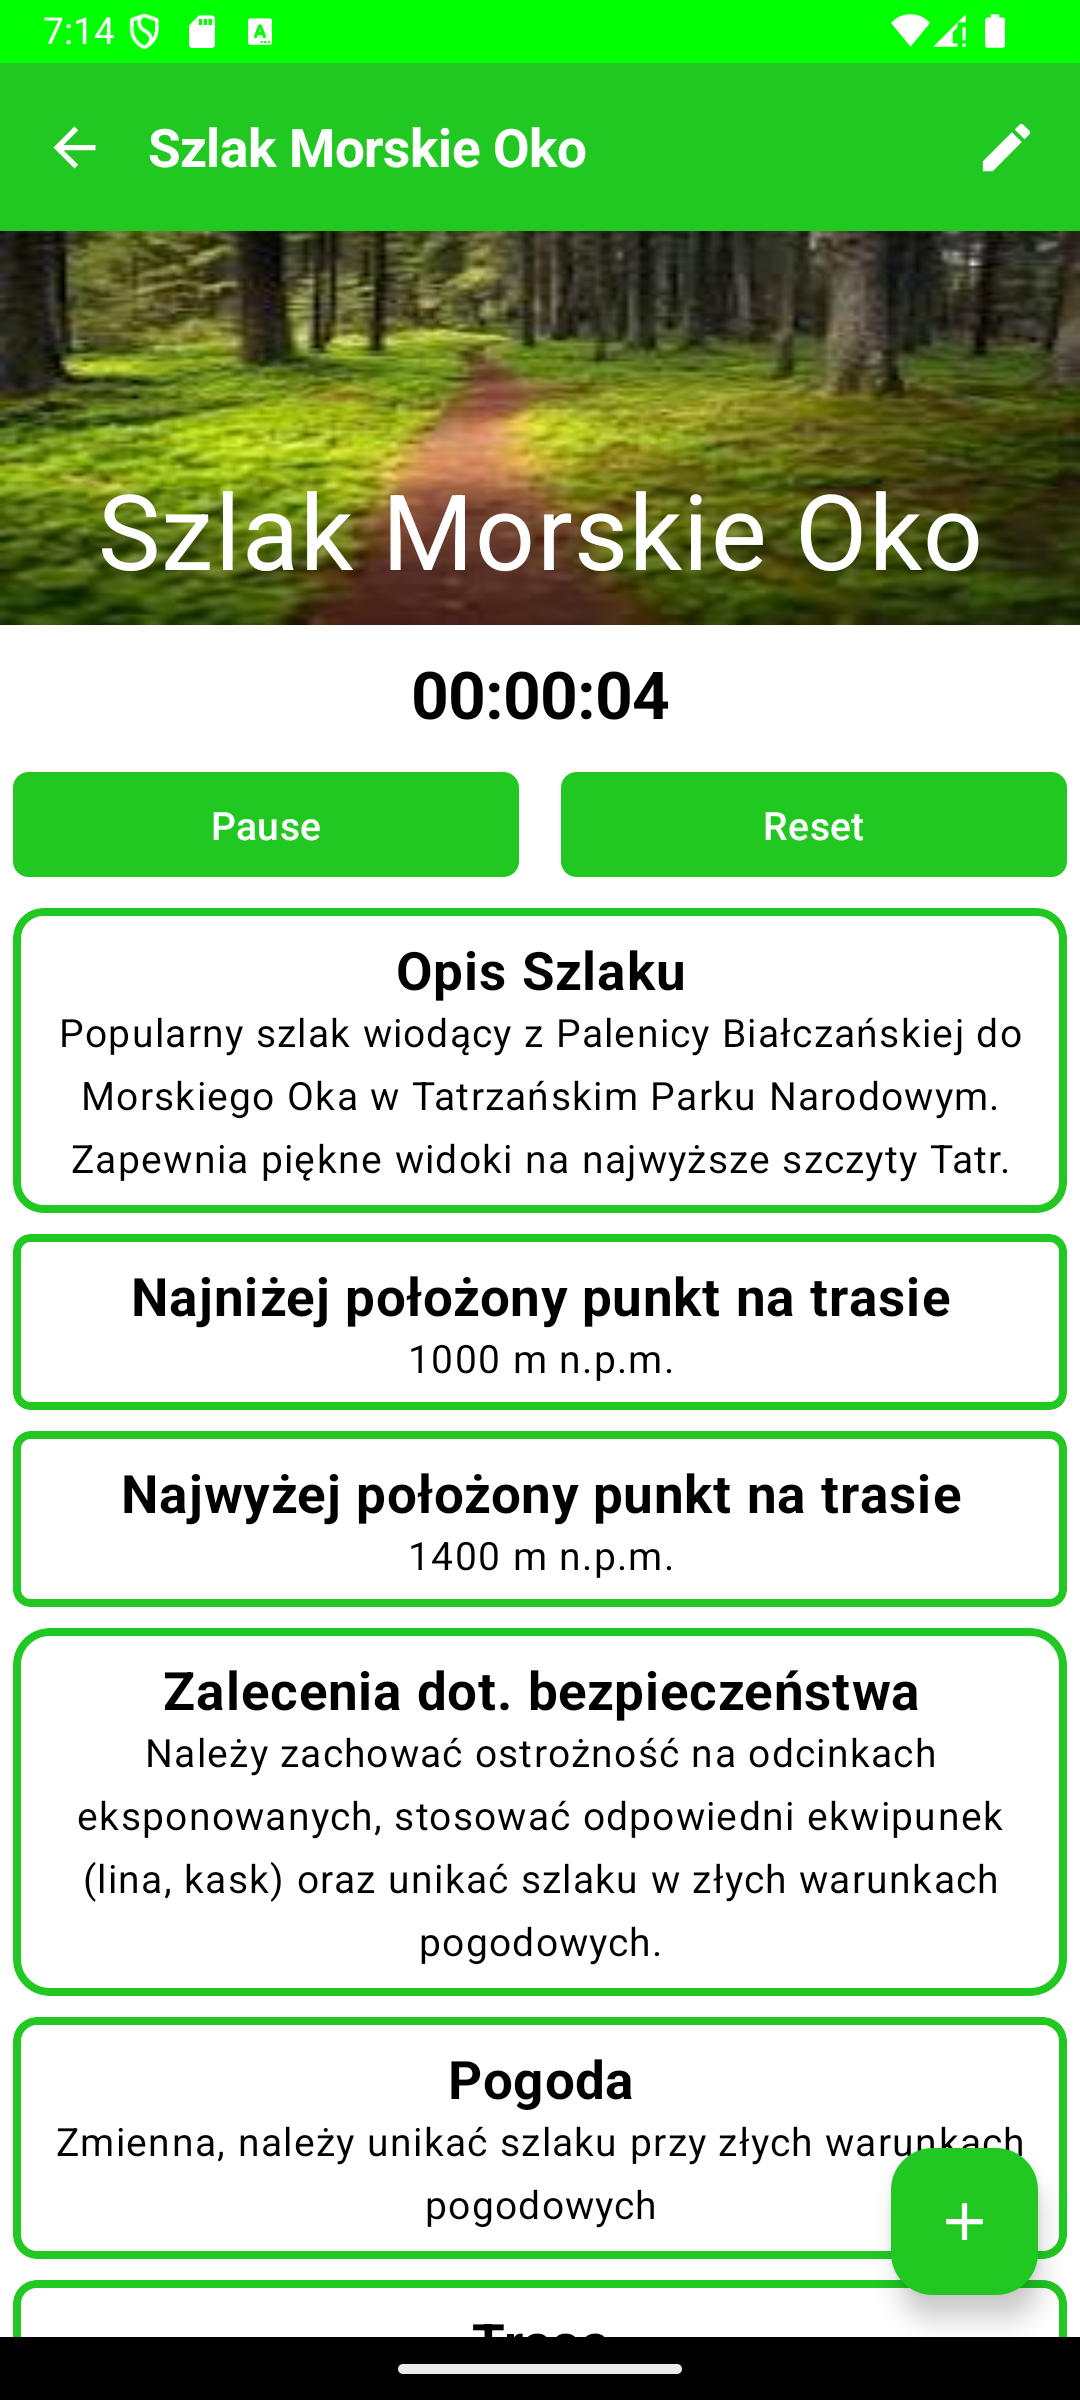 7:14
Szlak Morskie Oko
Szlak Morskie Oko
00:00:04
Pause
Reset
Opis Szlaku
Popularny szlak wiodący z Palenicy Białczańskiej do
Morskiego Oka w Tatrzańskim Parku Narodowym.
Zapewnia piękne widoki na najwyższe szczyty Tatr.
Najniżej położony punkt na trasie
1000 m n.p.m.
Najwyżej położony punkt na trasie
1400 m n.p.m.
Zalecenia dot. bezpieczeństwa
Należy zachować ostrożność na odcinkach
eksponowanych, stosować odpowiedni ekwipunek
(lina, kask) oraz unikać szlaku w złych warunkach
pogodowych.
Pogoda
Zmienna, należy unikać szlaku przy złych warunkach
pogodowych